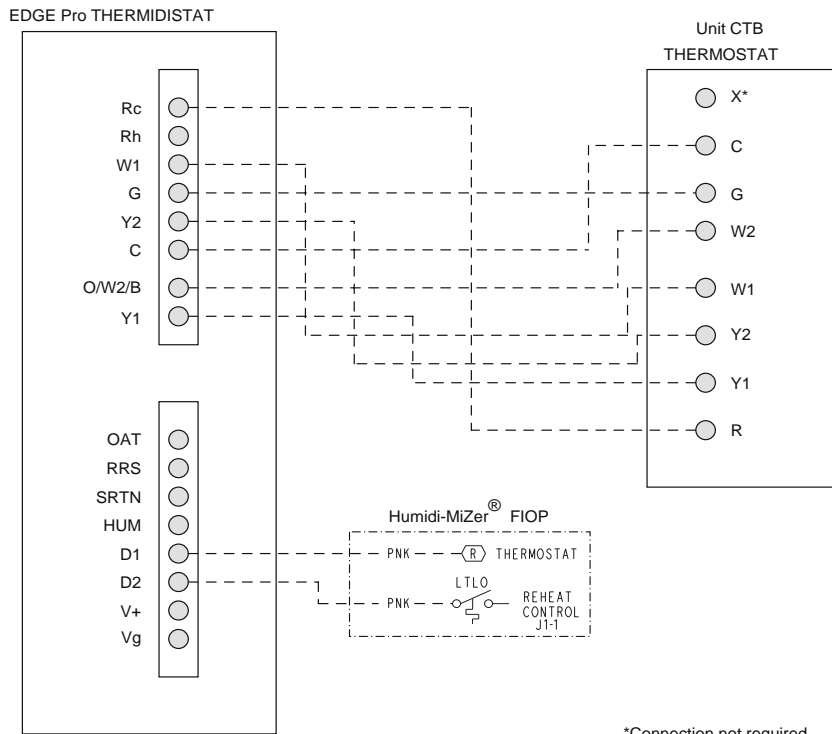 EDGE Pro THERMIDISTAT
Rc
Rh
W1
G
Y2
C
O/W2/B
Y1
OAT
RRS
SRTN
HUM
D1
D2
V+
Vg
Unit CTB
THERMOSTAT
X*
C
G
W2
W1
Y2
Y1
R
Humidi-MiZer® FIOP
PNK R THERMOSTAT
LTLO
PNK REHEAT
CONTROL
J1-1
*Connection not required